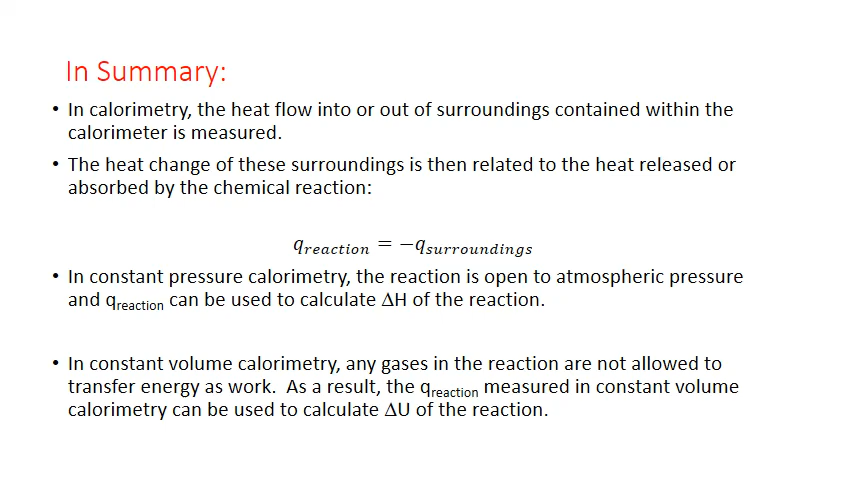 In Summary:
• In calorimetry, the heat flow into or out of surroundings contained within the
calorimeter is measured.
• The heat change of these surroundings is then related to the heat released or
absorbed by the chemical reaction:
q_reaction = −q_surroundings
• In constant pressure calorimetry, the reaction is open to atmospheric pressure
and q_reaction can be used to calculate ΔH of the reaction.
• In constant volume calorimetry, any gases in the reaction are not allowed to
transfer energy as work.  As a result, the q_reaction measured in constant volume
calorimetry can be used to calculate ΔU of the reaction.